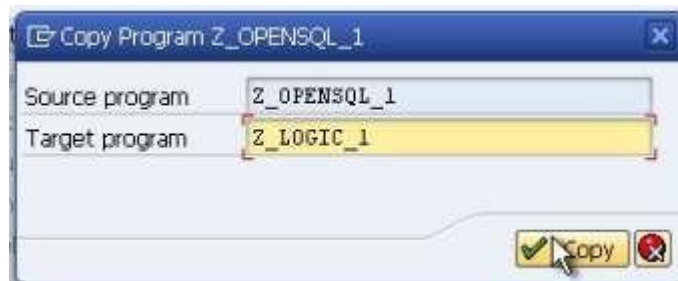 Copy Program Z_OPENSQL_1
Source program Z_OPENSQL_1
Target program Z_LOGIC_1
Copy